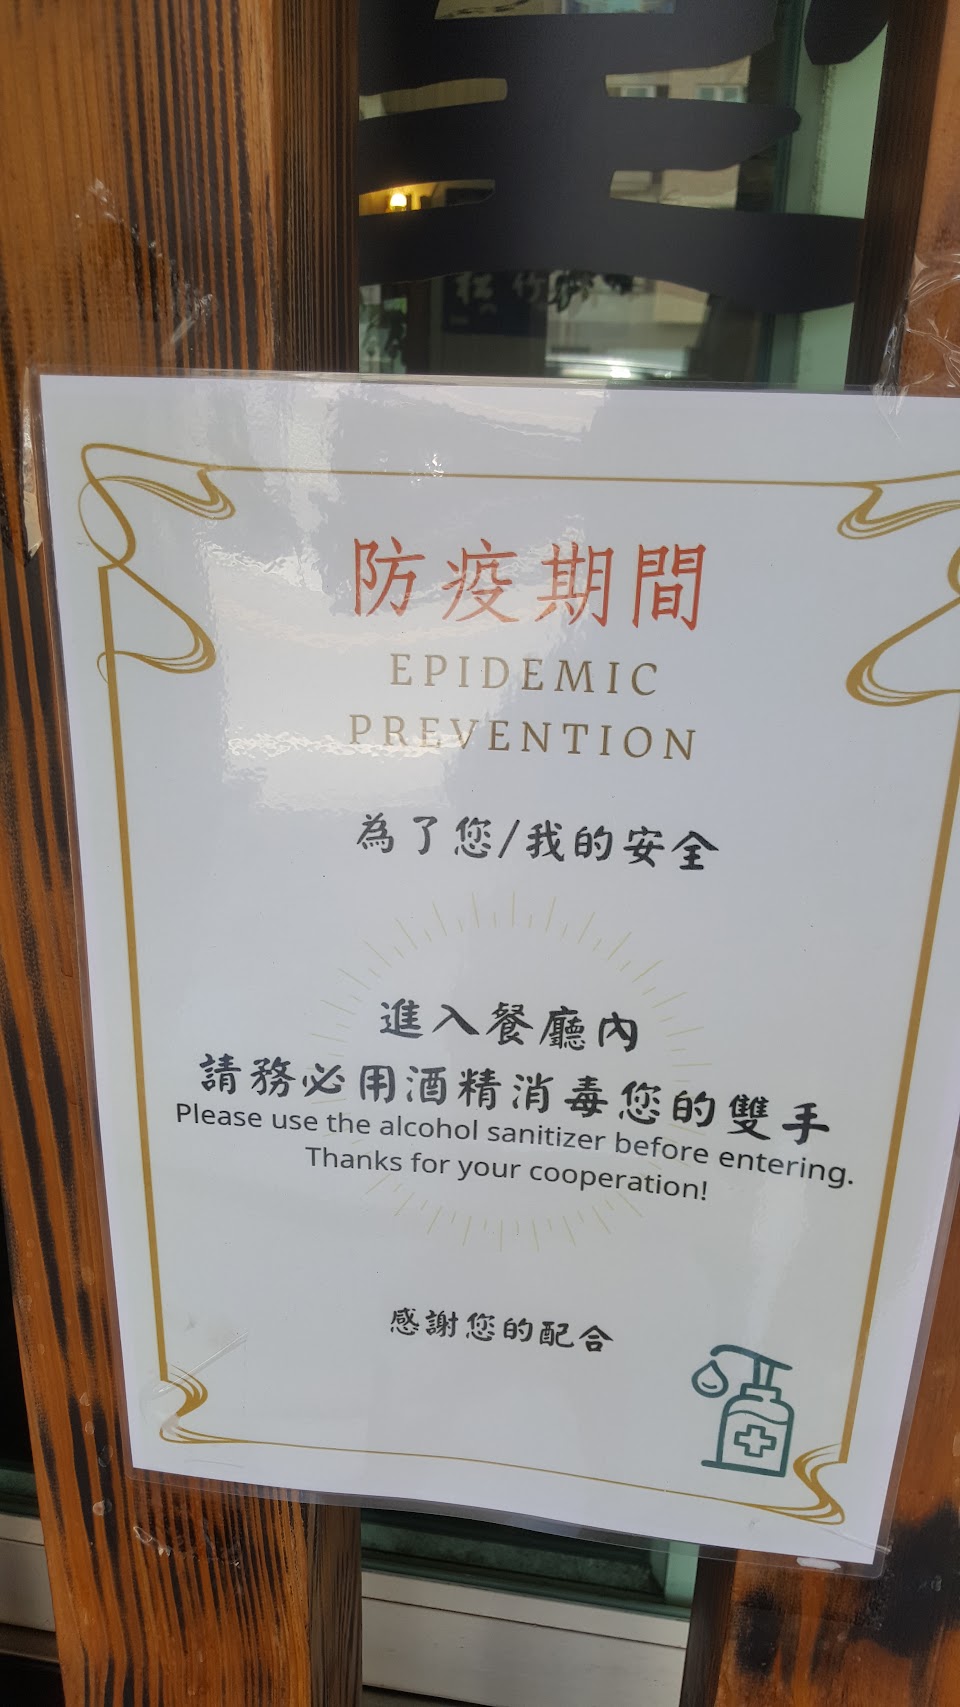 防疫期間
EPIDEMIC
PREVENTION
為了您/我的安全
進入餐廳內
請務必用酒精消毒您的雙手
Please use the alcohol sanitizer before entering.
Thanks for your cooperation!
感謝您的配合